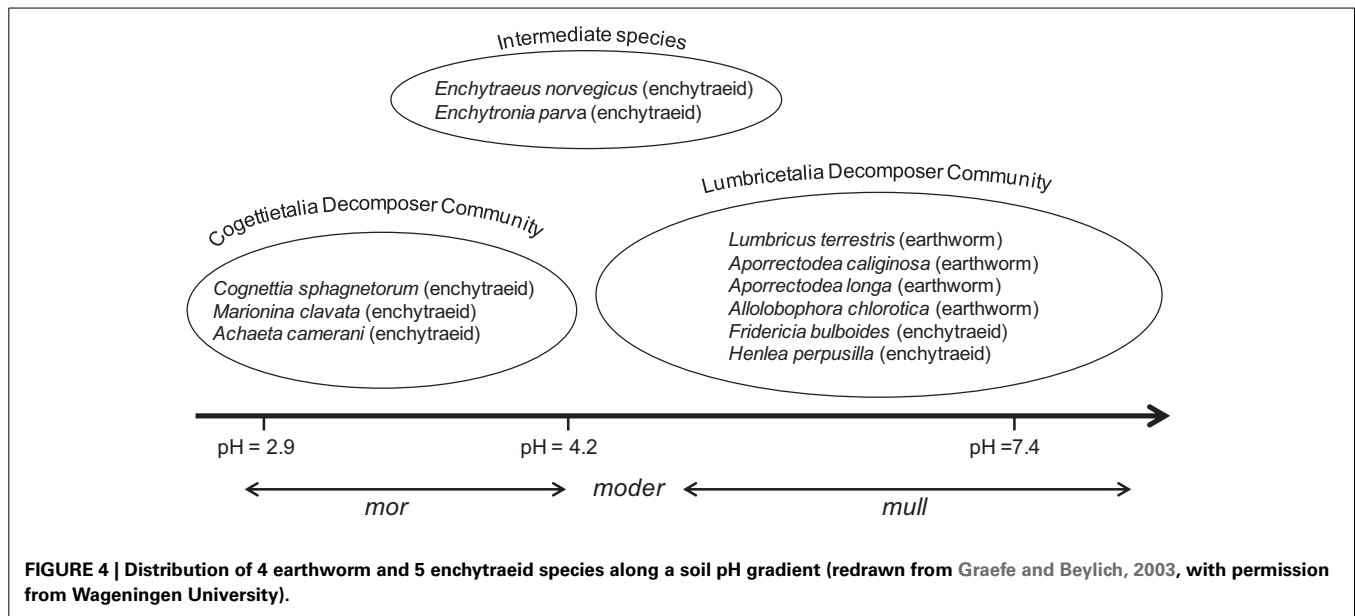 Intermediate species
Enchytraeus norvegicus (enchytraeid)
Enchytronia parva (enchytraeid)
Cogettietalia Decomposer Community
Cognettia sphagnetorum (enchytraeid)
Marionina clavata (enchytraeid)
Achaeta camerani (enchytraeid)
Lumbricetalia Decomposer Community
Lumbricus terrestris (earthworm)
Aporrectodea caliginosa (earthworm)
Aporrectodea longa (earthworm)
Allolobophora chlorotica (earthworm)
Fridericia bulboides (enchytraeid)
Henlea perpusilla (enchytraeid)
pH = 2.9
pH = 4.2
pH =7.4
mor
moder
mull
FIGURE 4 | Distribution of 4 earthworm and 5 enchytraeid species along a soil pH gradient (redrawn from Graefe and Beylich, 2003, with permission
from Wageningen University).